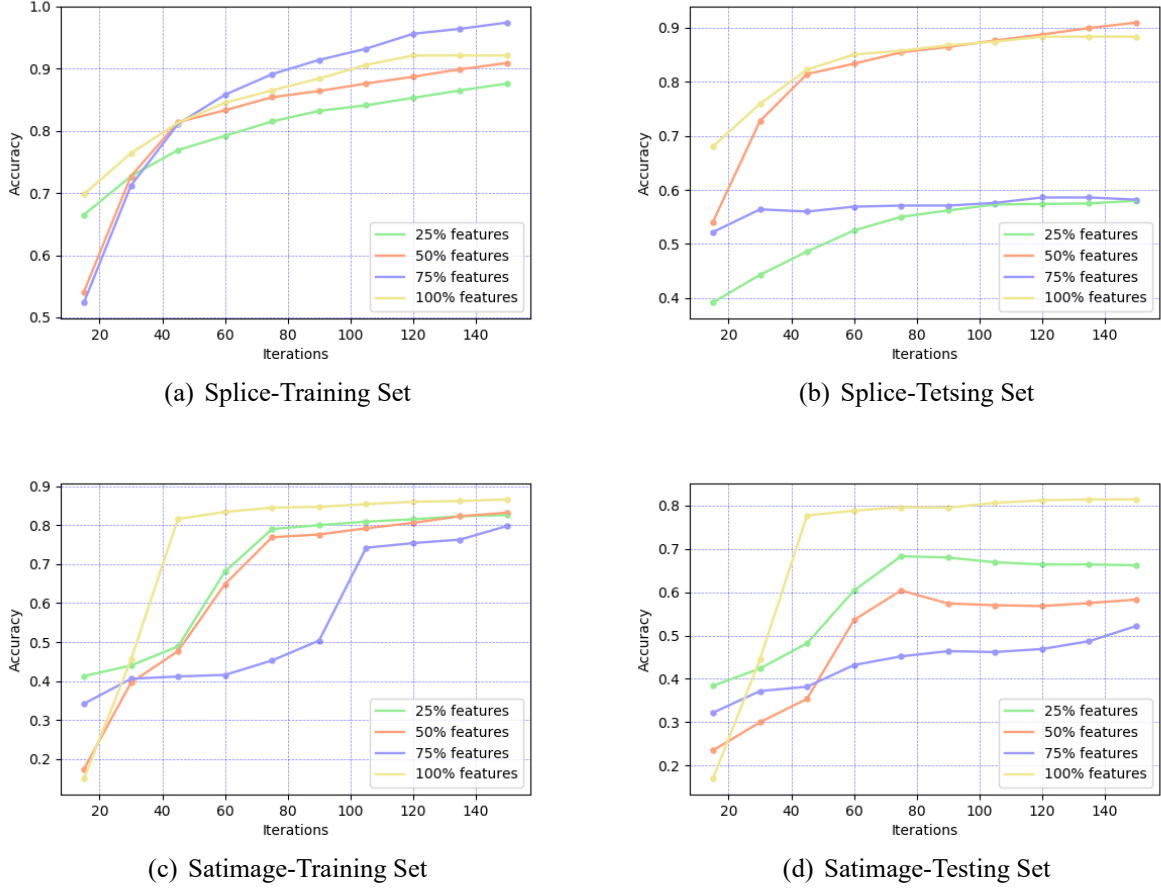 1.0
0.9
0.8
0.7
0.6
0.5
Accuracy
20 40 60 80 100 120 140
Iterations
25% features
50% features
75% features
100% features
(a) Splice-Training Set
0.9
0.8
0.7
0.6
0.5
0.4
Accuracy
20 40 60 80 100 120 140
Iterations
25% features
50% features
75% features
100% features
(b) Splice-Tetsing Set
0.9
0.8
0.7
0.6
0.5
0.4
0.3
0.2
Accuracy
20 40 60 80 100 120 140
Iterations
25% features
50% features
75% features
100% features
(c) Satimage-Training Set
0.8
0.7
0.6
0.5
0.4
0.3
0.2
Accuracy
20 40 60 80 100 120 140
Iterations
25% features
50% features
75% features
100% features
(d) Satimage-Testing Set